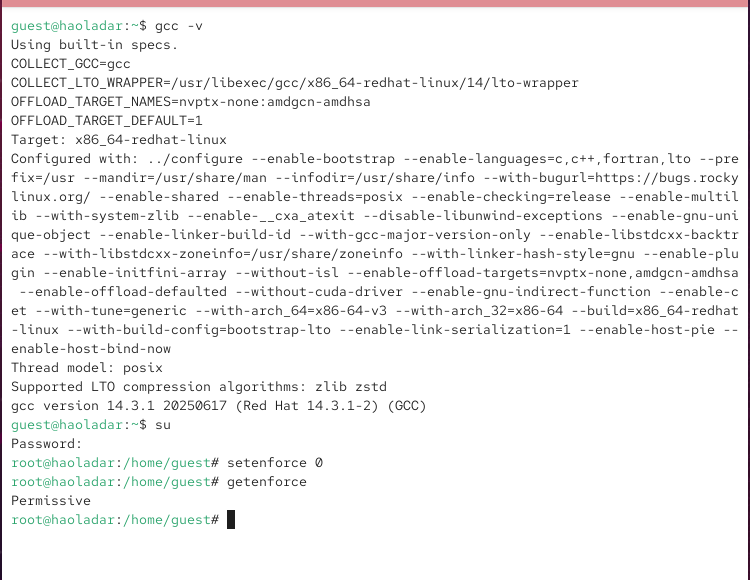 guest@haoladar:~$ gcc -v
Using built-in specs.
COLLECT_GCC=gcc
COLLECT_LTO_WRAPPER=/usr/libexec/gcc/x86_64-redhat-linux/14/lto-wrapper
OFFLOAD_TARGET_NAMES=nvptx-none:amdgcn-amdhsa
OFFLOAD_TARGET_DEFAULT=1
Target: x86_64-redhat-linux
Configured with: ../configure --enable-bootstrap --enable-languages=c,c++,fortran,lto --pre
fix=/usr --mandir=/usr/share/man --infodir=/usr/share/info --with-bugurl=https://bugs.rocky
linux.org/ --enable-shared --enable-threads=posix --enable-checking=release --enable-multil
ib --with-system-zlib --enable-__cxa_atexit --disable-libunwind-exceptions --enable-gnu-uni
que-object --enable-linker-build-id --with-gcc-major-version-only --enable-libstdcxx-backtr
ace --with-libstdcxx-zoneinfo=/usr/share/zoneinfo --with-linker-hash-style=gnu --enable-plu
gin --enable-initfini-array --without-isl --enable-offload-targets=nvptx-none,amdgcn-amdhsa
 --enable-offload-defaulted --without-cuda-driver --enable-gnu-indirect-function --enable-c
et --with-tune=generic --with-arch_64=x86-64-v3 --with-arch_32=x86-64 --build=x86_64-redhat
-linux --with-build-config=bootstrap-lto --enable-link-serialization=1 --enable-host-pie --
enable-host-bind-now
Thread model: posix
Supported LTO compression algorithms: zlib zstd
gcc version 14.3.1 20250617 (Red Hat 14.3.1-2) (GCC)
guest@haoladar:~$ su
Password:
root@haoladar:/home/guest# setenforce 0
root@haoladar:/home/guest# getenforce
Permissive
root@haoladar:/home/guest#